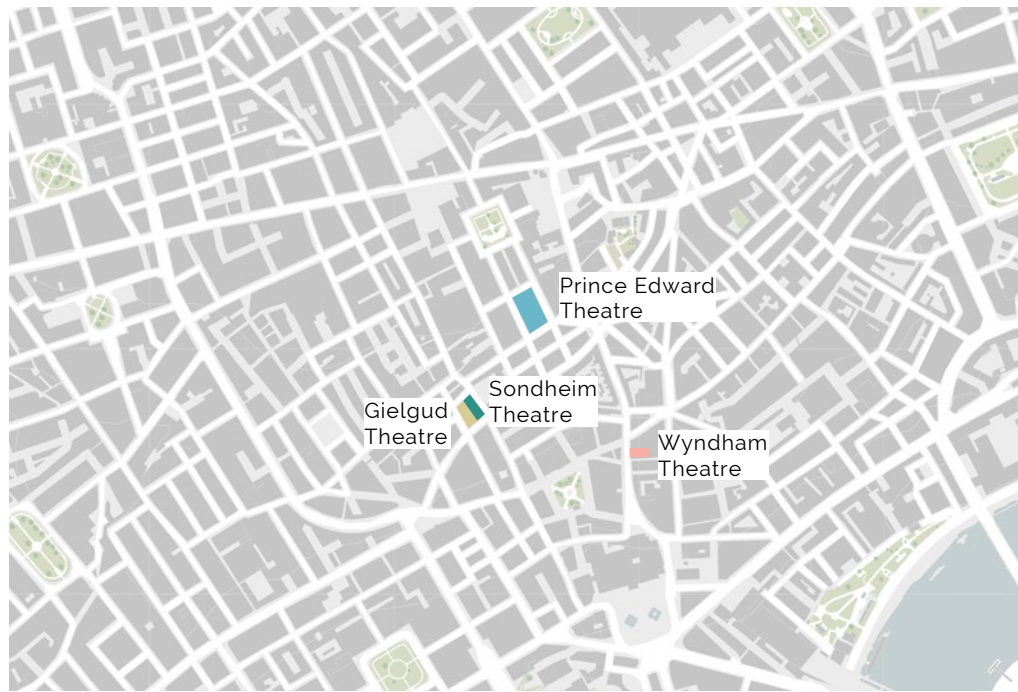 Prince Edward
Theatre
Sondheim
Theatre
Gielgud
Theatre
Wyndham
Theatre